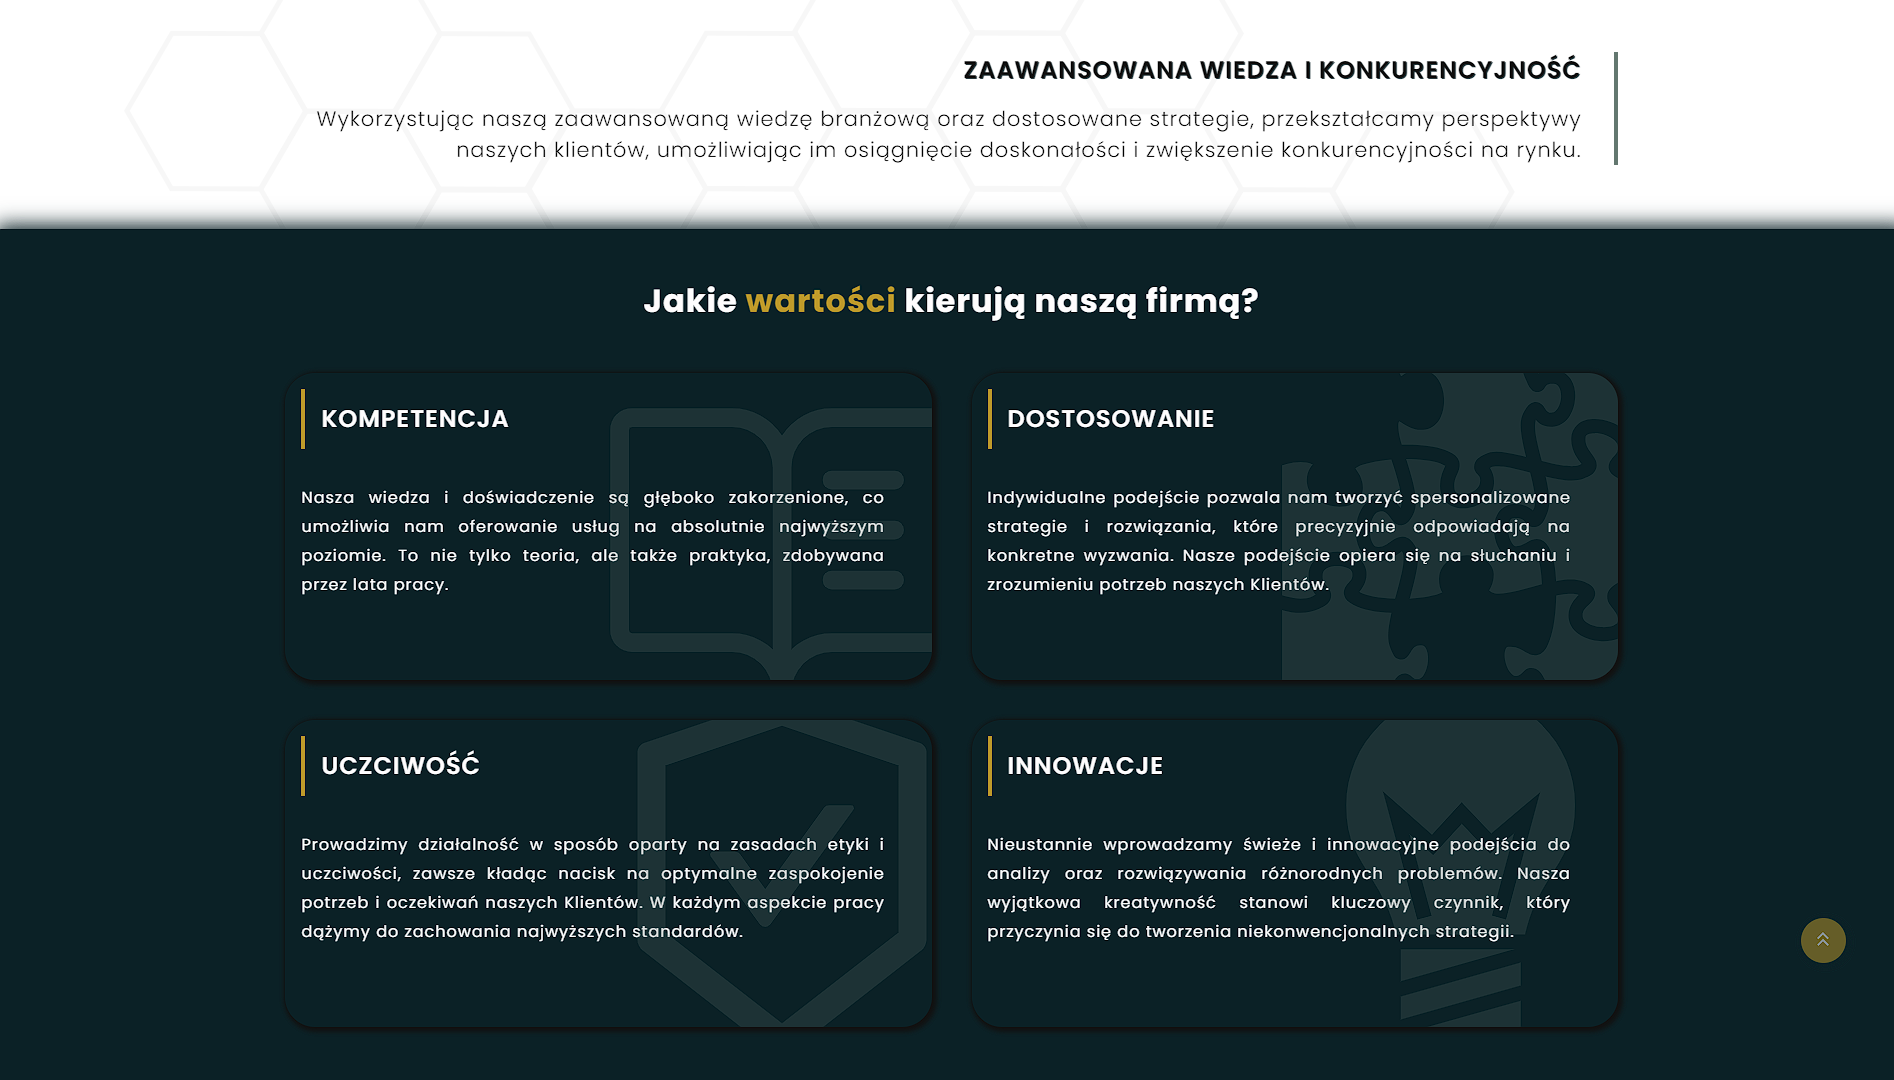 ZAAWANSOWANA WIEDZA I KONKURENCYJNOŚĆ
Wykorzystując naszą zaawansowaną wiedzę branżową oraz dostosowane strategie, przekształcamy perspektywy
naszych klientów, umożliwiając im osiągnięcie doskonałości i zwiększenie konkurencyjności na rynku.
Jakie wartości kierują naszą firmą?
KOMPETENCJA
Nasza wiedza i doświadczenie są głęboko zakorzenione, co
umożliwia nam oferowanie usług na absolutnie najwyższym
poziomie. To nie tylko teoria, ale także praktyka, zdobywana
przez lata pracy.
DOSTOSOWANIE
Indywidualne podejście pozwala nam tworzyć spersonalizowane
strategie i rozwiązania, które precyzyjnie odpowiadają na
konkretne wyzwania. Nasze podejście opiera się na słuchaniu i
zrozumieniu potrzeb naszych Klientów.
UCZCIWOŚĆ
Prowadzimy działalność w sposób oparty na zasadach etyki i
uczciwości, zawsze kładąc nacisk na optymalne zaspokojenie
potrzeb i oczekiwań naszych Klientów. W każdym aspekcie pracy
dążymy do zachowania najwyższych standardów.
INNOWACJE
Nieustannie wprowadzamy świeże i innowacyjne podejścia do
analizy oraz rozwiązywania różnorodnych problemów. Nasza
wyjątkowa kreatywność stanowi kluczowy czynnik, który
przyczynia się do tworzenia niekonwencjonalnych strategii.